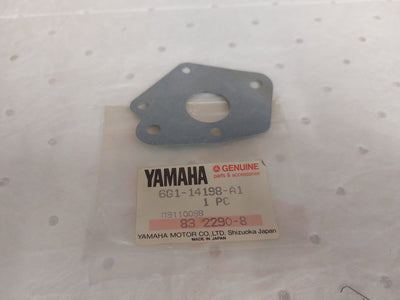 YAMAHA GENUINE
parts & accessories
6G1-14198-A1
1 PC
09110098
83 2290-8
YAMAHA MOTOR CO., LTD. Shizuoka Japan
MADE IN JAPAN